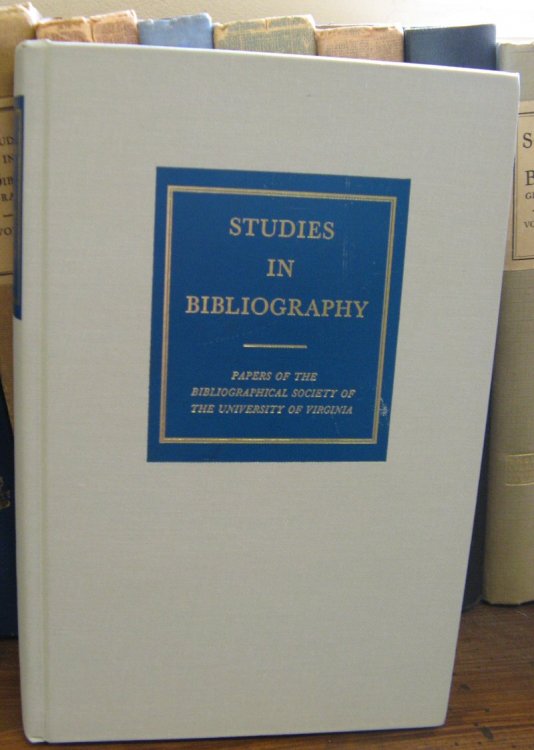 STUDIES
IN
BIBLIOGRAPHY
PAPERS OF THE
BIBLIOGRAPHICAL SOCIETY OF
THE UNIVERSITY OF VIRGINIA